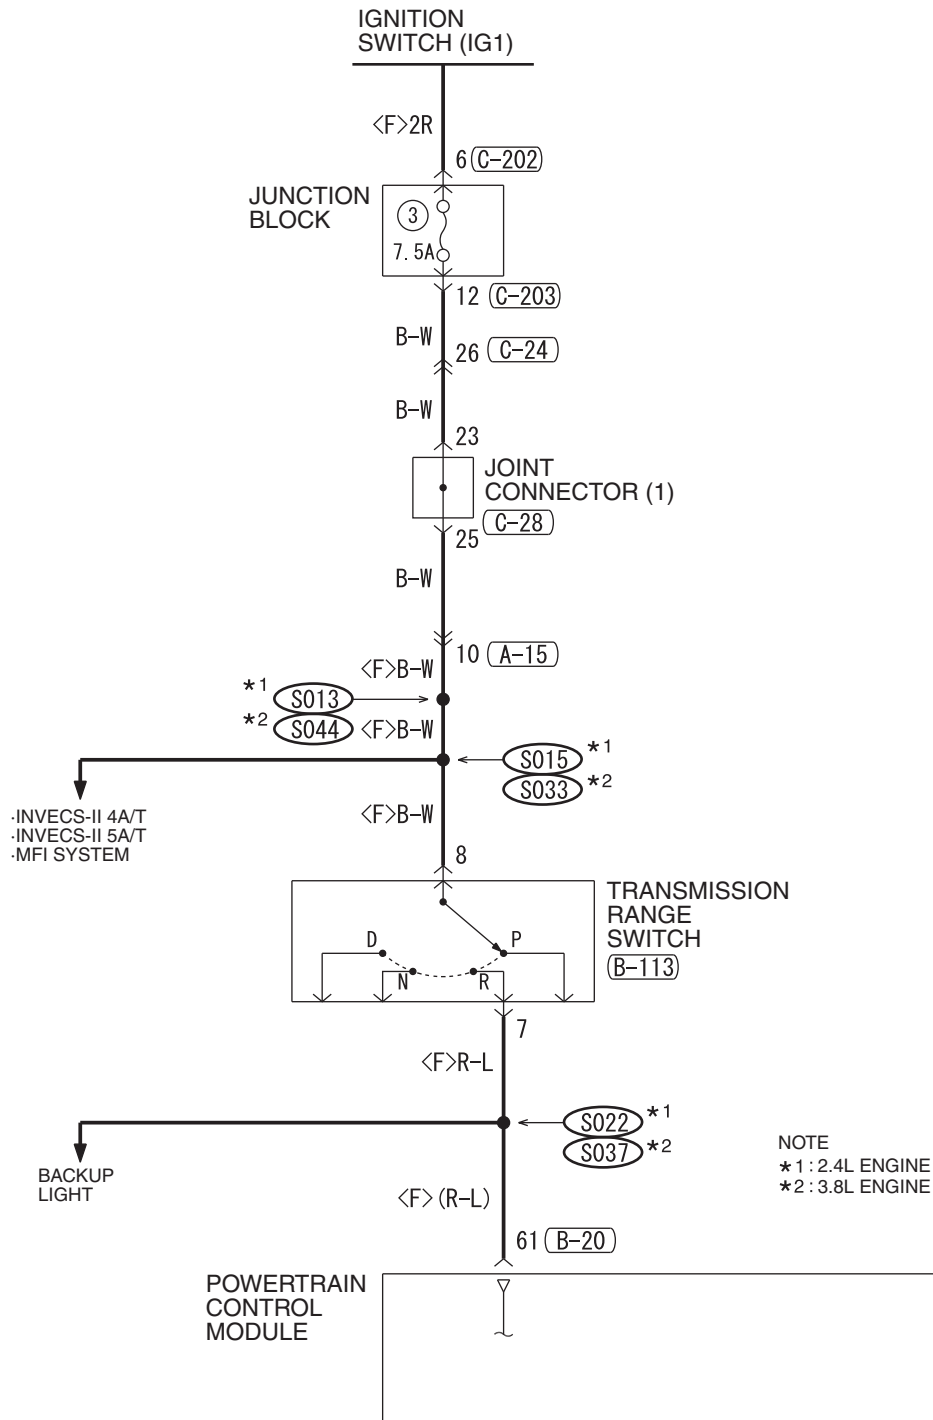 IGNITION
SWITCH (IG1)
<F>2R
6 C-202
JUNCTION
BLOCK
3
7.5A
12 C-203
B-W
26 C-24
B-W
23
JOINT
CONNECTOR (1)
C-28
25
B-W
10 A-15
<F>B-W
*1 S013
*2 S044 <F>B-W
S015 *1
S033 *2
·INVECS-II 4A/T
·INVECS-II 5A/T
·MFI SYSTEM
<F>B-W
8
TRANSMISSION
RANGE
SWITCH
B-113
D
P
N
R
7
<F>R-L
S022 *1
S037 *2
BACKUP
LIGHT
NOTE
*1 : 2.4L ENGINE
*2 : 3.8L ENGINE
<F>(R-L)
61 B-20
POWERTRAIN
CONTROL
MODULE